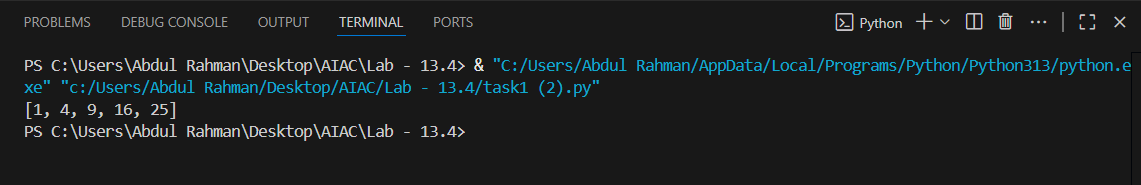 PROBLEMS DEBUG CONSOLE OUTPUT TERMINAL PORTS Python
PS C:\Users\Abdul Rahman\Desktop\AIAC\Lab - 13.4> & "C:/Users/Abdul Rahman/AppData/Local/Programs/Python/Python313/python.e
xe" "c:/Users/Abdul Rahman/Desktop/AIAC/Lab - 13.4/task1 (2).py"
[1, 4, 9, 16, 25]
PS C:\Users\Abdul Rahman\Desktop\AIAC\Lab - 13.4>